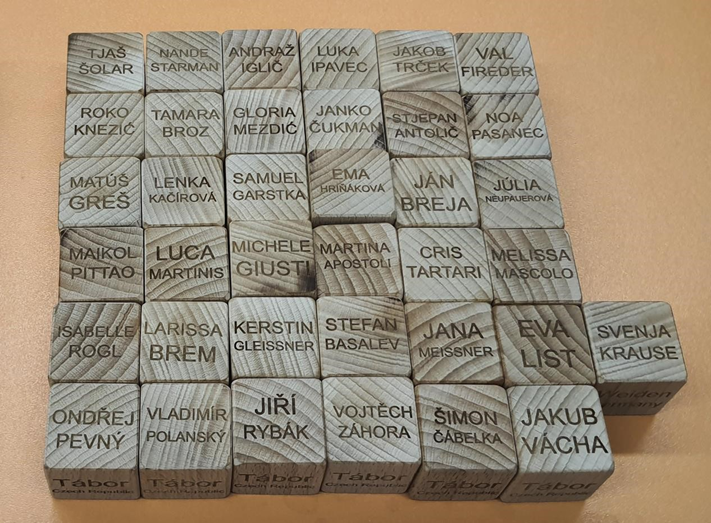 TJAŠ
ŠOLAR
NANDE
STARMAN
ANDRAŽ
IGLIČ
LUKA
IPAVEC
JAKOB
TRČEK
VAL
FIREDER
ROKO
KNEZIĆ
TAMARA
BROZ
GLORIA
MEZDIĆ
JANKO
ČUKMAN
STJEPAN
ANTOLIČ
NOA
PASANEC
MATÚŠ
GREŠ
LENKA
KAČÍROVÁ
SAMUEL
GARSTKA
EMA
HRIŇÁKOVÁ
JÁN
BREJA
JÚLIA
NEUPAUEROVÁ
MAIKOL
PITTAO
LUCA
MARTINIS
MICHELE
GIUSTI
MARTINA
APOSTOLI
CRIS
TARTARI
MELISSA
MASCOLO
ISABELLE
ROGL
LARISSA
BREM
KERSTIN
GLEISSNER
STEFAN
BASALEV
JANA
MEISSNER
EVA
LIST
SVENJA
KRAUSE
Weiden
Germany
ONDŘEJ
PEVNÝ
VLADIMÍR
POLANSKÝ
JIŘÍ
RYBÁK
VOJTĚCH
ZÁHORA
ŠIMON
ČÁBELKA
JAKUB
VÁCHA
Tábor
Czech Republic
Tábor
Czech Republic
Tábor
Czech Republic
Tábor
Czech Republic
Tábor
Czech Republic
Tábor
Czech Republic